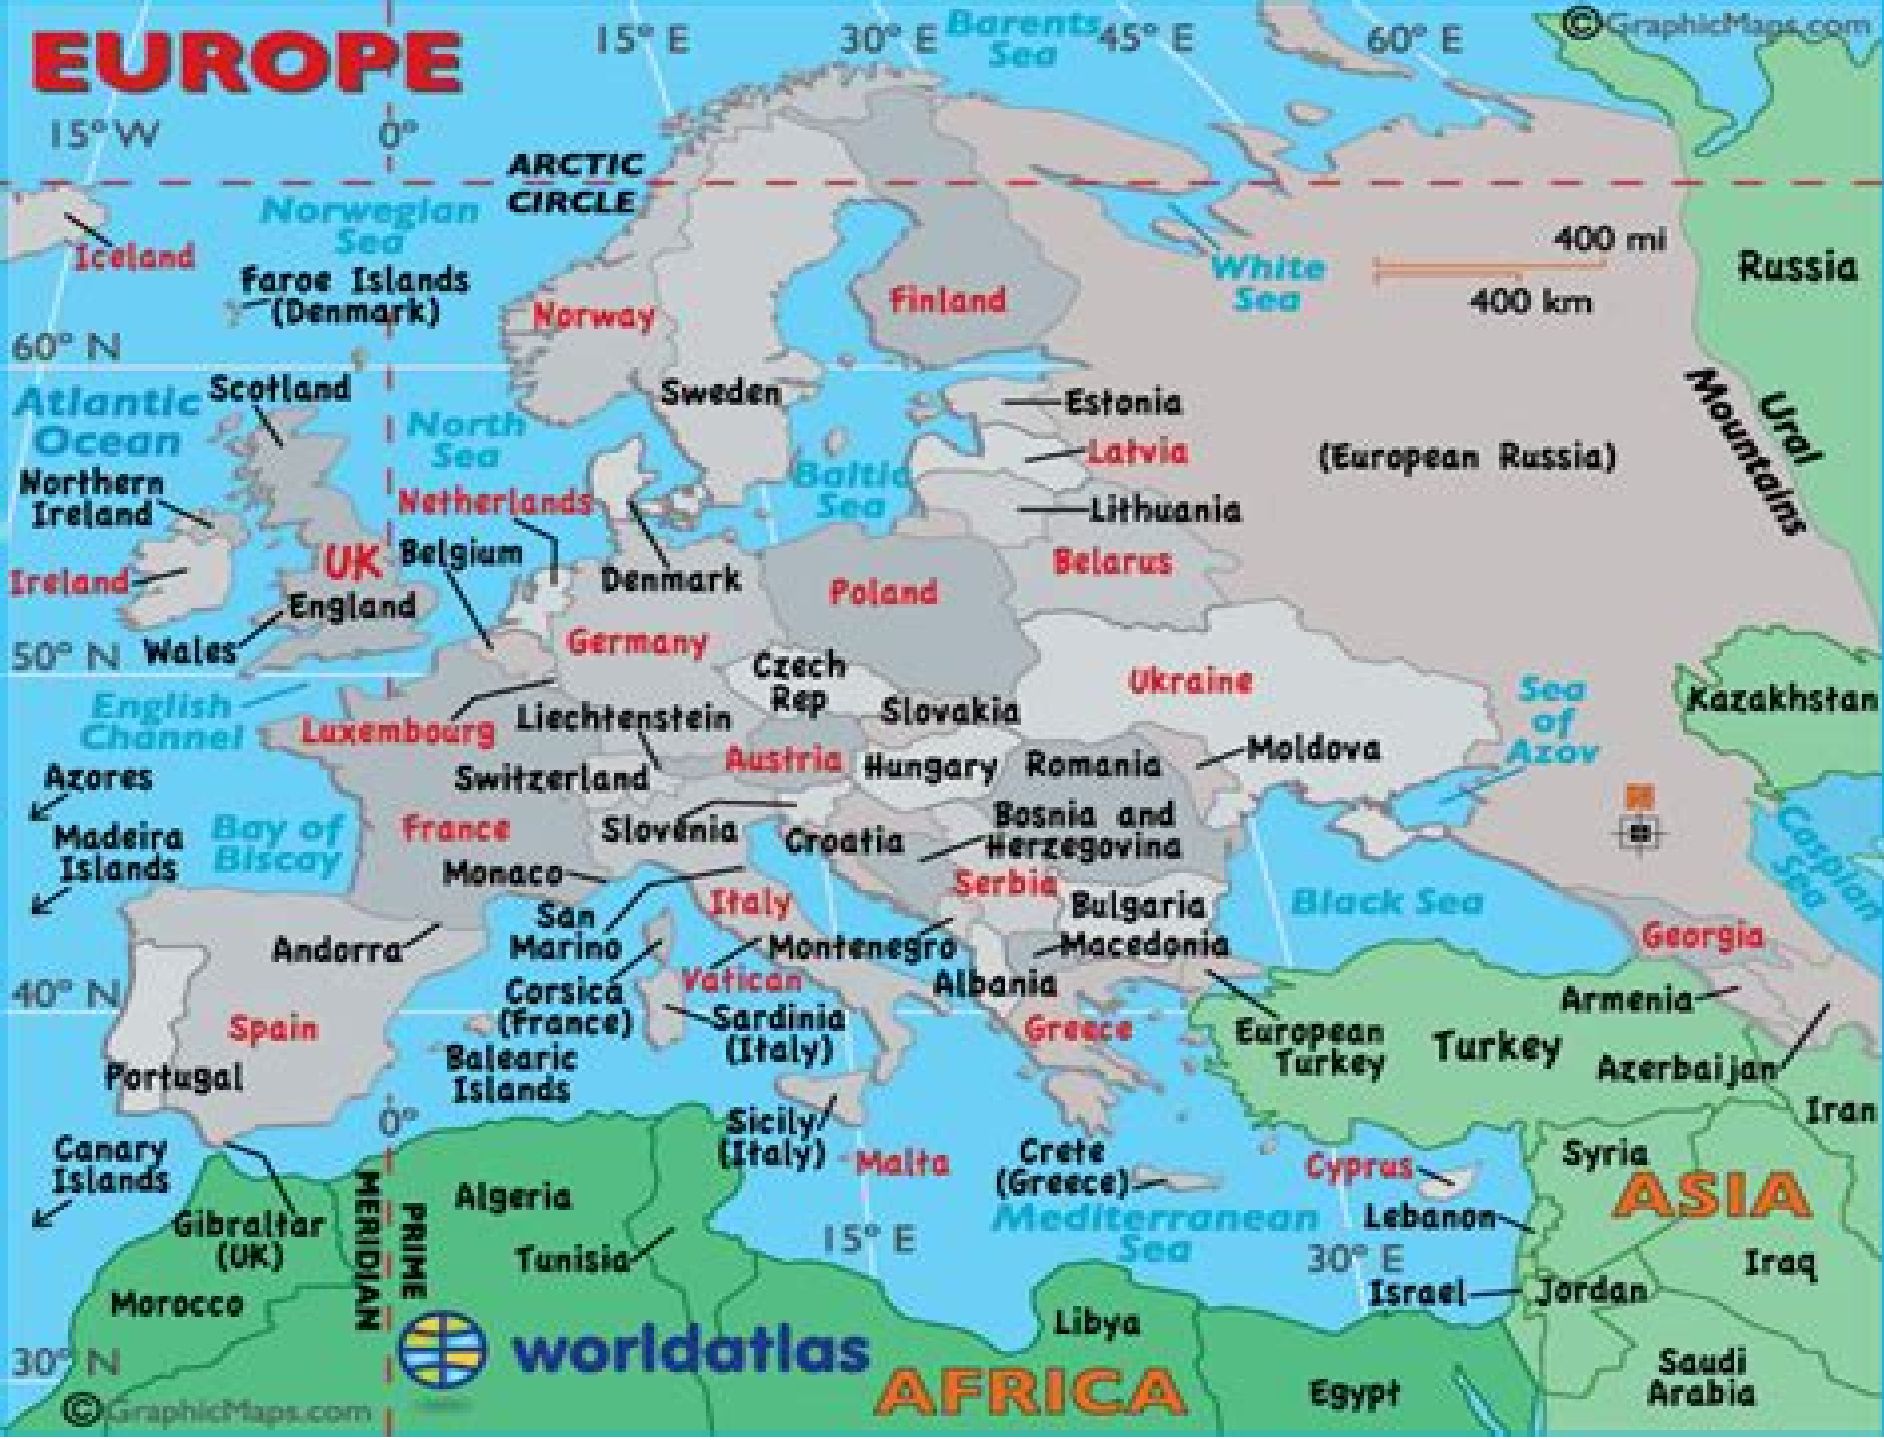 EUROPE
15° E
30° E
Barents
Sea
45° E
60° E
©GraphicMaps.com
15° W
0°
ARCTIC
CIRCLE
Norwegian
Sea
Iceland
Faroe Islands
(Denmark)
Norway
Finland
White
Sea
400 mi
400 km
Russia
60° N
Scotland
Atlantic
Ocean
North
Sea
Sweden
Estonia
Latvia
(European Russia)
Ural
Mountains
Northern
Ireland
Netherlands
Baltic
Sea
Lithuania
UK
Belgium
Denmark
Belarus
Ireland
England
Poland
Wales
50° N
Germany
Czech
Rep
Ukraine
Sea
of
Azov
Kazakhstan
English
Channel
Luxembourg
Liechtenstein
Slovakia
Austria
Hungary
Romania
Moldova
Azores
Switzerland
Madeira
Islands
Bay of
Biscay
France
Slovenia
Croatia
Bosnia and
Herzegovina
Caspian
Sea
Monaco
Serbia
San
Marino
Italy
Bulgaria
Black Sea
Andorra
Montenegro
Macedonia
Georgia
40° N
Corsica
(France)
Vatican
Albania
Armenia
Spain
Sardinia
(Italy)
Greece
European
Turkey
Turkey
Azerbaijan
Portugal
Balearic
Islands
Iran
0°
Sicily
(Italy)
Malta
Crete
(Greece)
Cyprus
Syria
Canary
Islands
ASIA
Gibraltar
(UK)
PRIME
MERIDIAN
Algeria
Mediterranean
Sea
Lebanon
Tunisia
15° E
30° E
Iraq
Morocco
Israel
Jordan
Libya
30° N
worldatlas
AFRICA
Egypt
Saudi
Arabia
©GraphicMaps.com